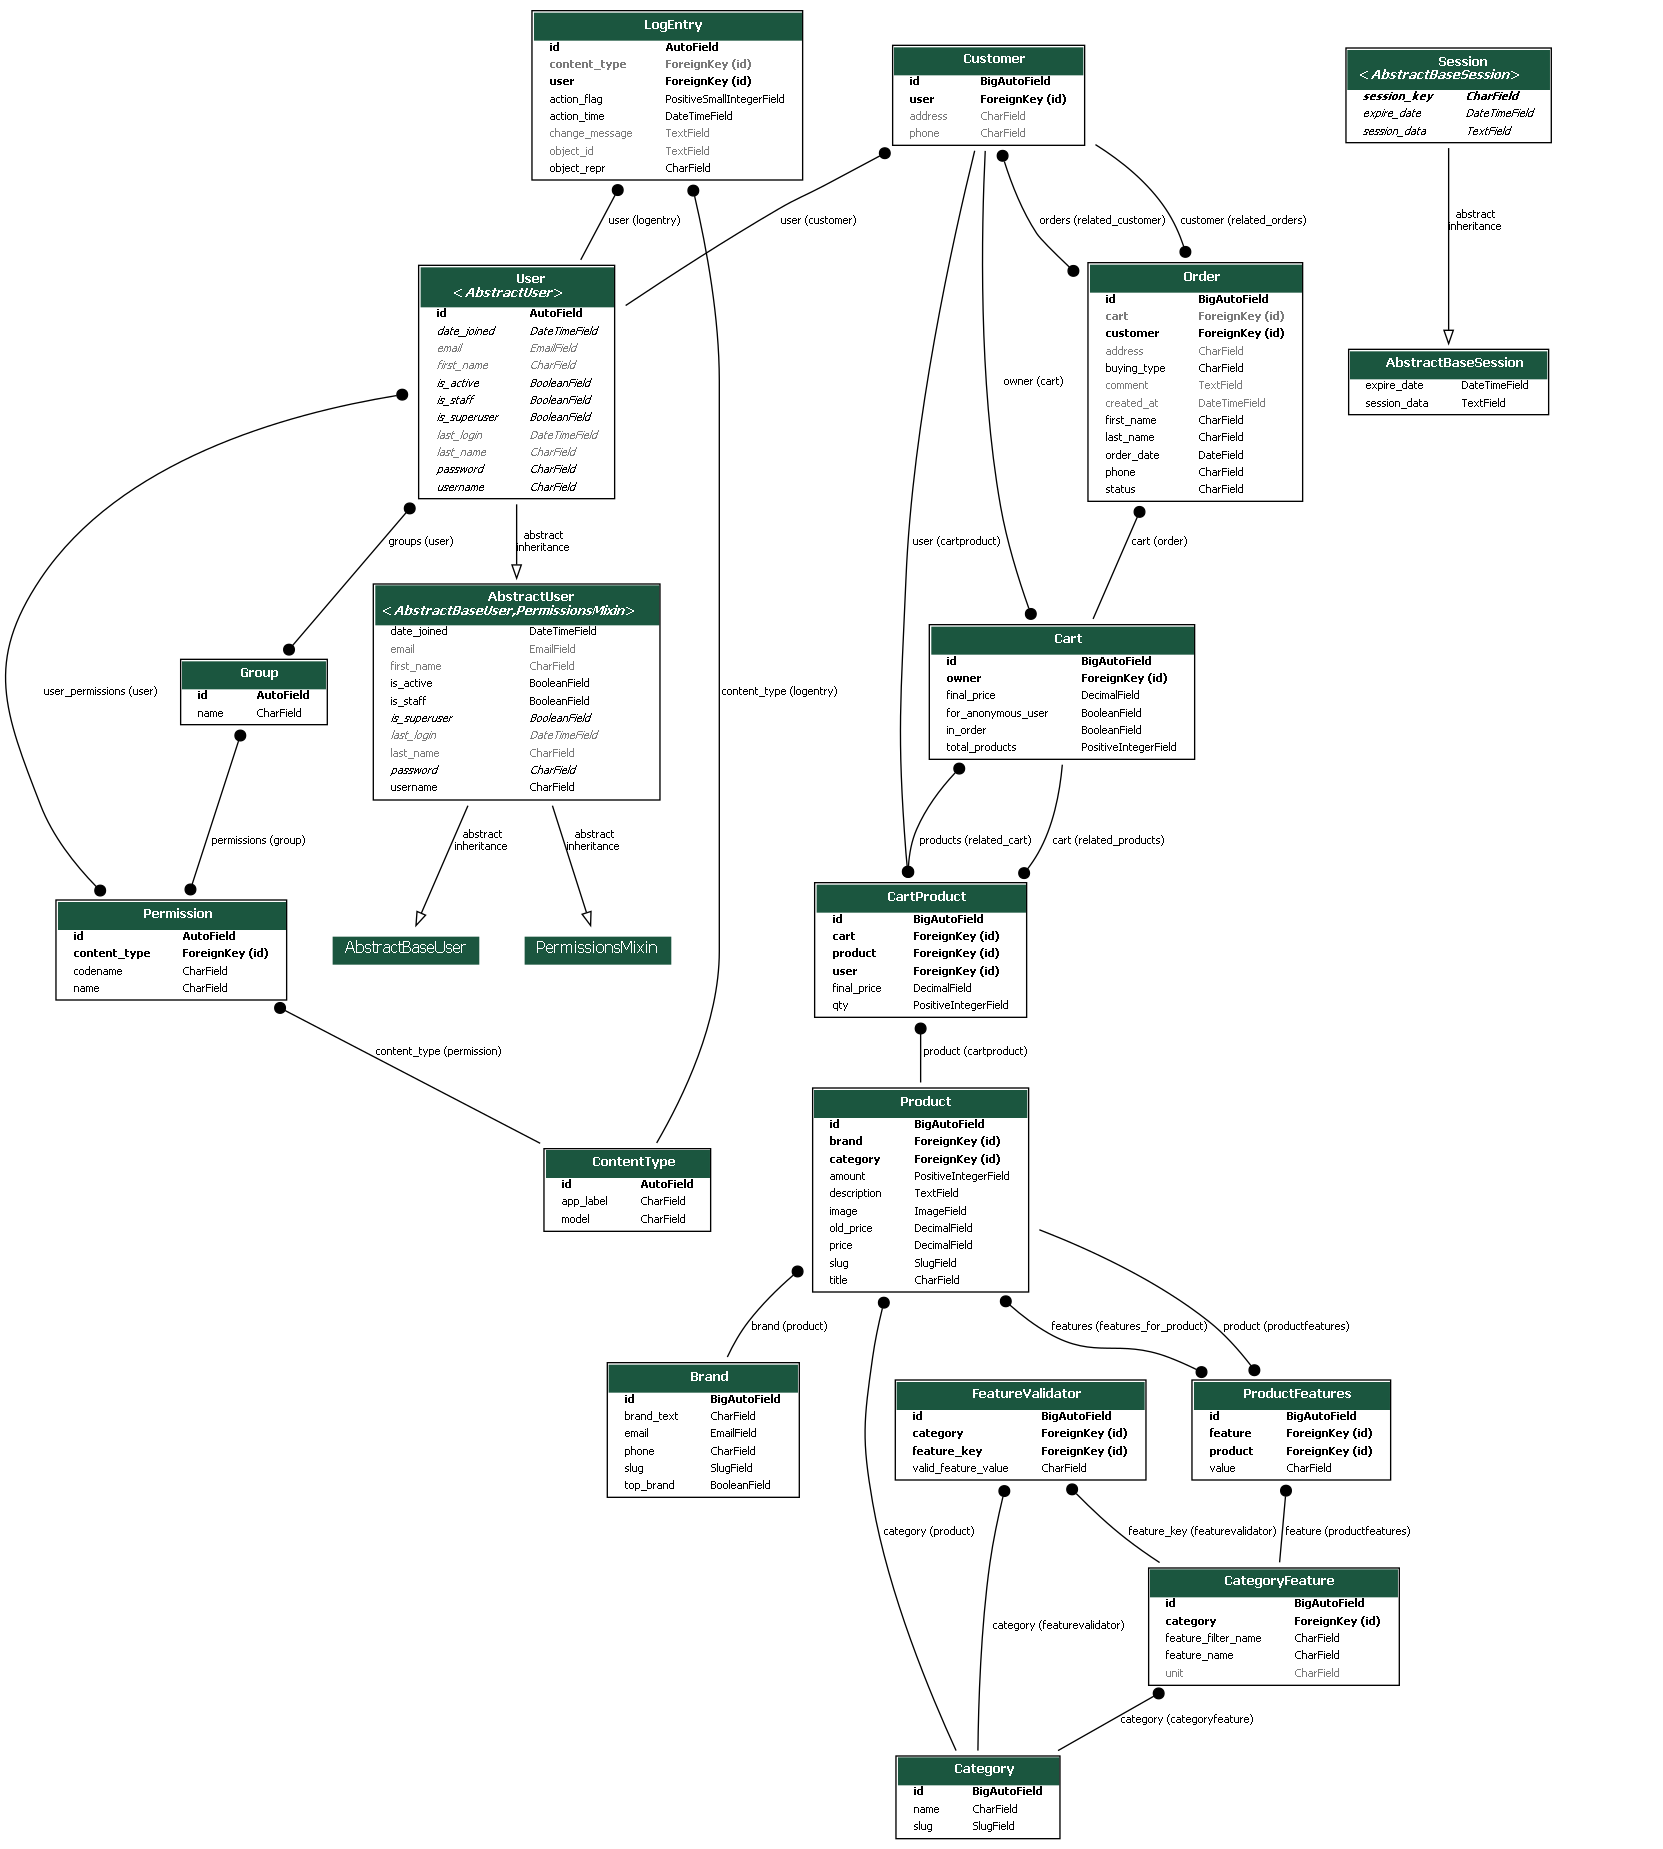 LogEntry
id AutoField
content_type ForeignKey (id)
user ForeignKey (id)
action_flag PositiveSmallIntegerField
action_time DateTimeField
change_message TextField
object_id TextField
object_repr CharField
Customer
id BigAutoField
user ForeignKey (id)
address CharField
phone CharField
Session
<AbstractBaseSession>
session_key CharField
expire_date DateTimeField
session_data TextField
user (logentry)
user (customer)
orders (related_customer)
customer (related_orders)
abstract
inheritance
User
<AbstractUser>
id AutoField
date_joined DateTimeField
email EmailField
first_name CharField
is_active BooleanField
is_staff BooleanField
is_superuser BooleanField
last_login DateTimeField
last_name CharField
password CharField
username CharField
Order
id BigAutoField
cart ForeignKey (id)
customer ForeignKey (id)
address CharField
buying_type CharField
comment TextField
created_at DateTimeField
first_name CharField
last_name CharField
order_date DateField
phone CharField
status CharField
AbstractBaseSession
expire_date DateTimeField
session_data TextField
owner (cart)
groups (user)
abstract
inheritance
user (cartproduct)
cart (order)
AbstractUser
<AbstractBaseUser,PermissionsMixin>
date_joined DateTimeField
email EmailField
first_name CharField
is_active BooleanField
is_staff BooleanField
is_superuser BooleanField
last_login DateTimeField
last_name CharField
password CharField
username CharField
Group
id AutoField
name CharField
user_permissions (user)
content_type (logentry)
Cart
id BigAutoField
owner ForeignKey (id)
final_price DecimalField
for_anonymous_user BooleanField
in_order BooleanField
total_products PositiveIntegerField
permissions (group)
abstract
inheritance
abstract
inheritance
products (related_cart)
cart (related_products)
Permission
id AutoField
content_type ForeignKey (id)
codename CharField
name CharField
AbstractBaseUser
PermissionsMixin
CartProduct
id BigAutoField
cart ForeignKey (id)
product ForeignKey (id)
user ForeignKey (id)
final_price DecimalField
qty PositiveIntegerField
content_type (permission)
product (cartproduct)
ContentType
id AutoField
app_label CharField
model CharField
Product
id BigAutoField
brand ForeignKey (id)
category ForeignKey (id)
amount PositiveIntegerField
description TextField
image ImageField
old_price DecimalField
price DecimalField
slug SlugField
title CharField
brand (product)
features (features_for_product)
product (productfeatures)
Brand
id BigAutoField
brand_text CharField
email EmailField
phone CharField
slug SlugField
top_brand BooleanField
FeatureValidator
id BigAutoField
category ForeignKey (id)
feature_key ForeignKey (id)
valid_feature_value CharField
ProductFeatures
id BigAutoField
feature ForeignKey (id)
product ForeignKey (id)
value CharField
category (product)
feature_key (featurevalidator)
feature (productfeatures)
CategoryFeature
id BigAutoField
category ForeignKey (id)
feature_filter_name CharField
feature_name CharField
unit CharField
category (featurevalidator)
category (categoryfeature)
Category
id BigAutoField
name CharField
slug SlugField